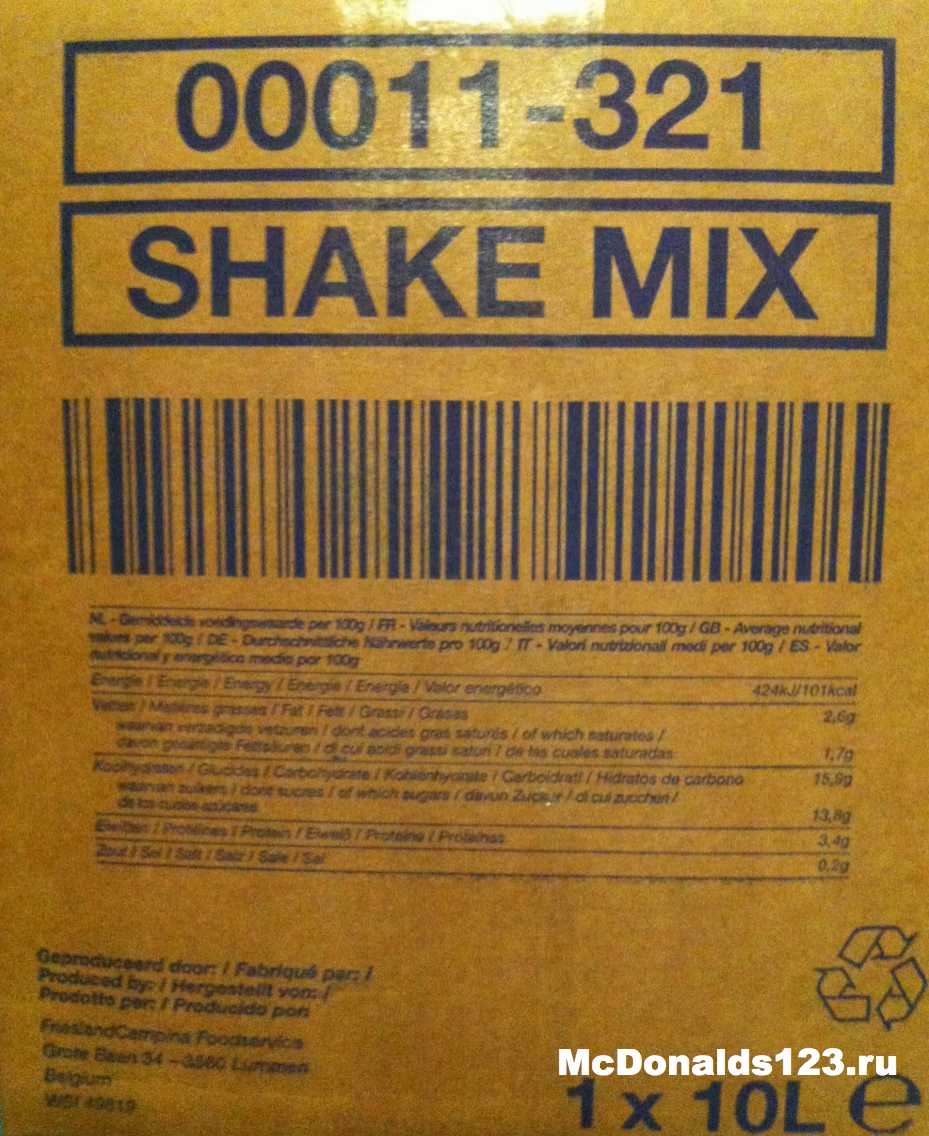 00011-321
SHAKE MIX
NL - Gemiddelde voedingswaarde per 100g / FR - Valeurs nutritionelles moyennes pour 100g / GB - Average nutritional
values per 100g / DE - Durchschnittliche Nährwerte pro 100g / IT - Valori nutrizionali medi per 100g / ES - Valor
nutricional y energético medio por 100g
Energie / Energie / Energy / Energie / Energia / Valor energético 424kJ/101kcal
Vetten / Matières grasses / Fat / Fett / Grassi / Grasas 2,6g
waarvan verzadigde vetzuren / dont acides gras saturés / of which saturates /
davon gesättigte Fettsäuren / di cui acidi grassi saturi / de las cuales saturadas 1,7g
Koolhydraten / Glucides / Carbohydrate / Kohlenhydrate / Carboidrati / Hidratos de carbono 15,9g
waarvan suikers / dont sucres / of which sugars / davon Zucker / di cui zuccheri /
de los cuales azúcares 13,8g
Eiwitten / Protéines / Protein / Eiweiß / Proteine / Proteínas 3,4g
Zout / Sel / Salt / Salz / Sale / Sal 0,2g
Geproduceerd door: / Fabriqué par: /
Produced by: / Hergestellt von: /
Prodotto per: / Producido por:
FrieslandCampina Foodservice
Grote Baan 34 – 3560 Lummen
Belgium
McDonalds123.ru
1 x 10L e